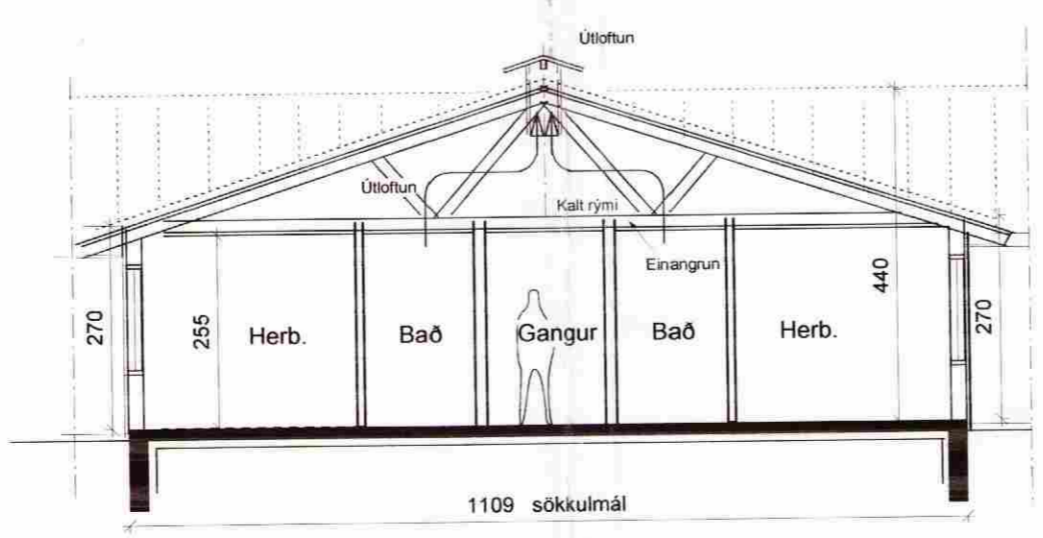 Útloftun
Útloftun
Kalt rými
Einangrun
440
270
255
Herb.
Bað
Gangur
Bað
Herb.
270
1109 sökkulmál